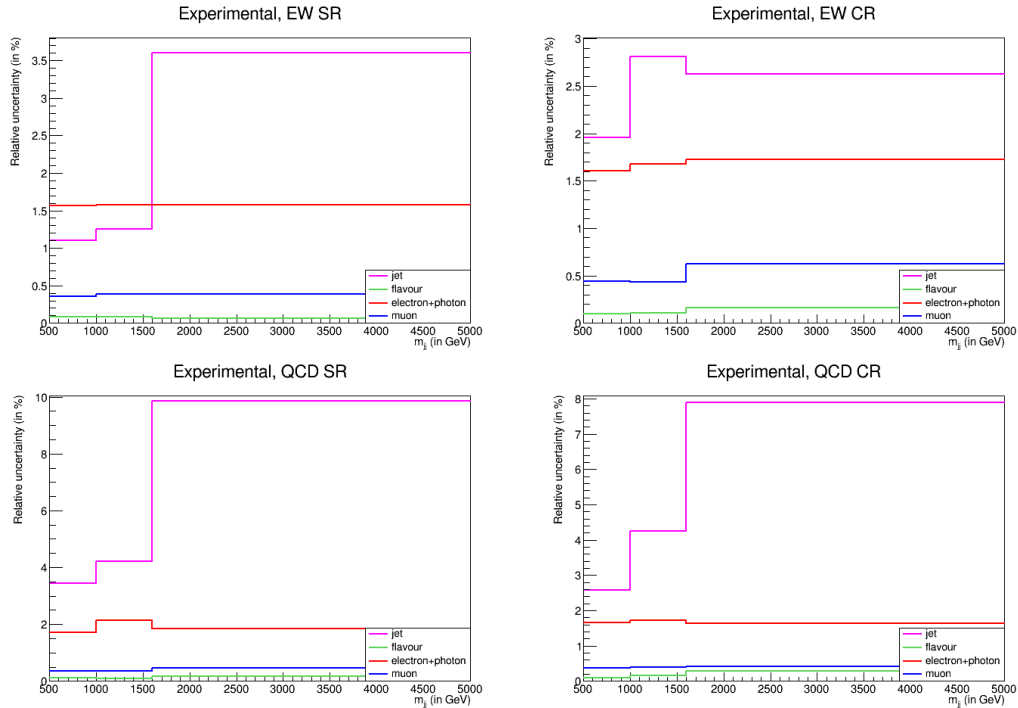 Experimental, EW SR
Relative uncertainty (in %)
3.5
3
2.5
2
1.5
1
0.5
0
500 1000 1500 2000 2500 3000 3500 4000 4500 5000
m_jj (in GeV)
jet
flavour
electron+photon
muon
Experimental, EW CR
Relative uncertainty (in %)
3
2.5
2
1.5
1
0.5
0
500 1000 1500 2000 2500 3000 3500 4000 4500 5000
m_jj (in GeV)
jet
flavour
electron+photon
muon
Experimental, QCD SR
Relative uncertainty (in %)
10
8
6
4
2
0
500 1000 1500 2000 2500 3000 3500 4000 4500 5000
m_jj (in GeV)
jet
flavour
electron+photon
muon
Experimental, QCD CR
Relative uncertainty (in %)
8
7
6
5
4
3
2
1
0
500 1000 1500 2000 2500 3000 3500 4000 4500 5000
m_jj (in GeV)
jet
flavour
electron+photon
muon